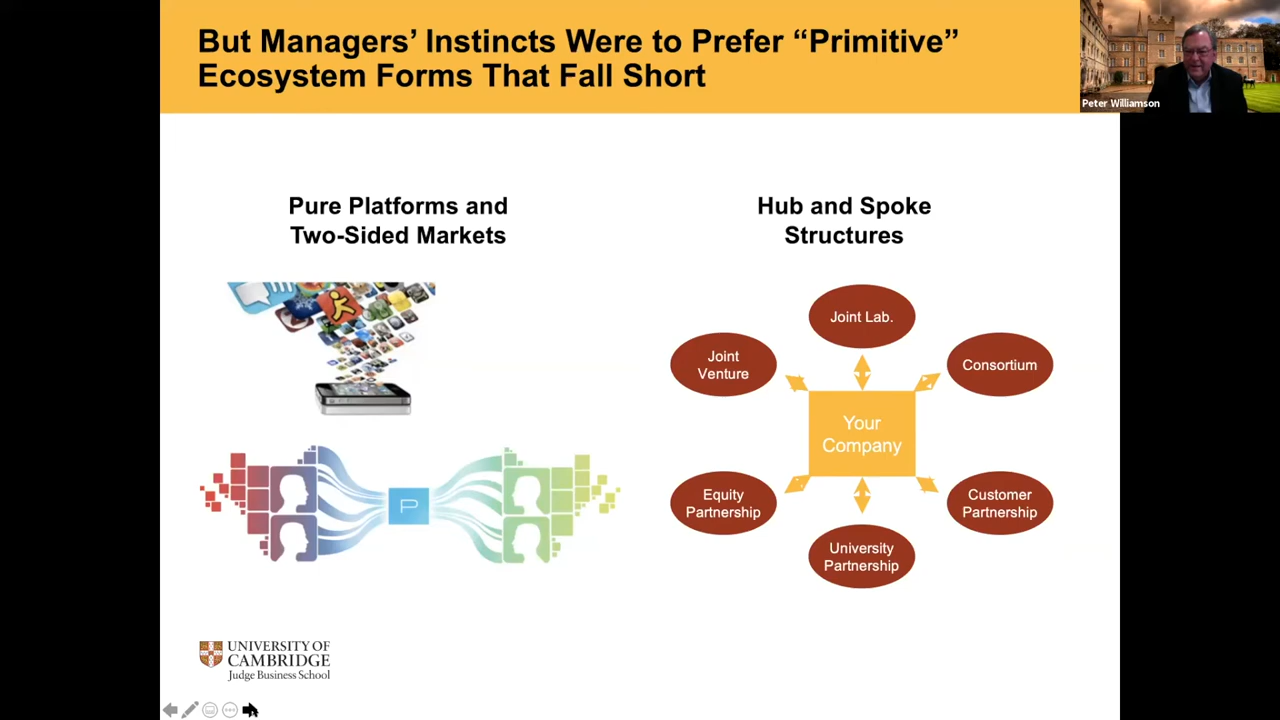 But Managers’ Instincts Were to Prefer “Primitive”
Ecosystem Forms That Fall Short
Peter Williamson
Pure Platforms and
Two-Sided Markets
Hub and Spoke
Structures
Joint Lab.
Joint
Venture
Consortium
Your
Company
Equity
Partnership
Customer
Partnership
University
Partnership
P
UNIVERSITY OF
CAMBRIDGE
Judge Business School